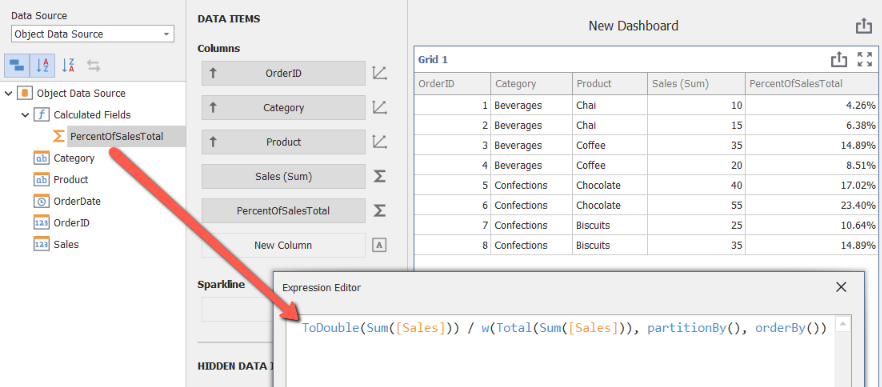 Data Source
Object Data Source
A
Z
Z
A
Object Data Source
f Calculated Fields
Σ PercentOfSalesTotal
ab Category
ab Product
OrderDate
123 OrderID
123 Sales
DATA ITEMS
Columns
OrderID
Category
Product
Sales (Sum) Σ
PercentOfSalesTotal Σ
New Column A
Sparkline
HIDDEN DATA I
New Dashboard
Grid 1
OrderID Category Product Sales (Sum) PercentOfSalesTotal
1 Beverages Chai 10 4.26%
2 Beverages Chai 15 6.38%
3 Beverages Coffee 35 14.89%
4 Beverages Coffee 20 8.51%
5 Confections Chocolate 40 17.02%
6 Confections Chocolate 55 23.40%
7 Confections Biscuits 25 10.64%
8 Confections Biscuits 35 14.89%
Expression Editor
ToDouble(Sum([Sales])) / w(Total(Sum([Sales])), partitionBy(), orderBy())